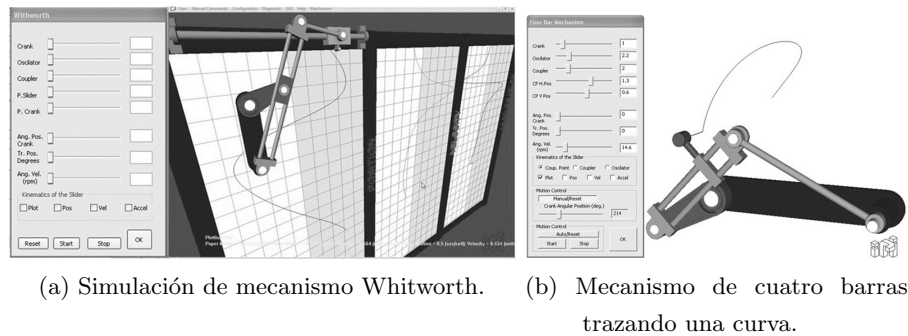 Withworth
Crank
Oscilator
Coupler
P.Slider
P. Crank
Ang. Pos.
Crank
Tr. Pos.
Degrees
Ang. Vel.
(rpm)
Kinematics of the Slider
Plot Pos Vel Accel
Reset Start Stop OK
View Manual Commands Configuration Diagnostic GUI Help Mechanism
POSITION
Four Bar Mechanism
Crank 1
Oscilator 2.2
Coupler 2
CP H.Pos 1.3
CP V Pos 0.6
Ang. Pos. 0
Crank
Tr. Pos. 0
Degrees
Ang. Vel. 14.6
(rpm)
Kinematics of the Slider
Coup. Point Coupler Oscilator
Plot Pos Vel Accel
Motion Control
Manual/Reset
Crank Angular Position (deg.)
214
Motion Control
Auto/Reset
Start Stop OK
(a) Simulación de mecanismo Whitworth.
(b) Mecanismo de cuatro barras
trazando una curva.